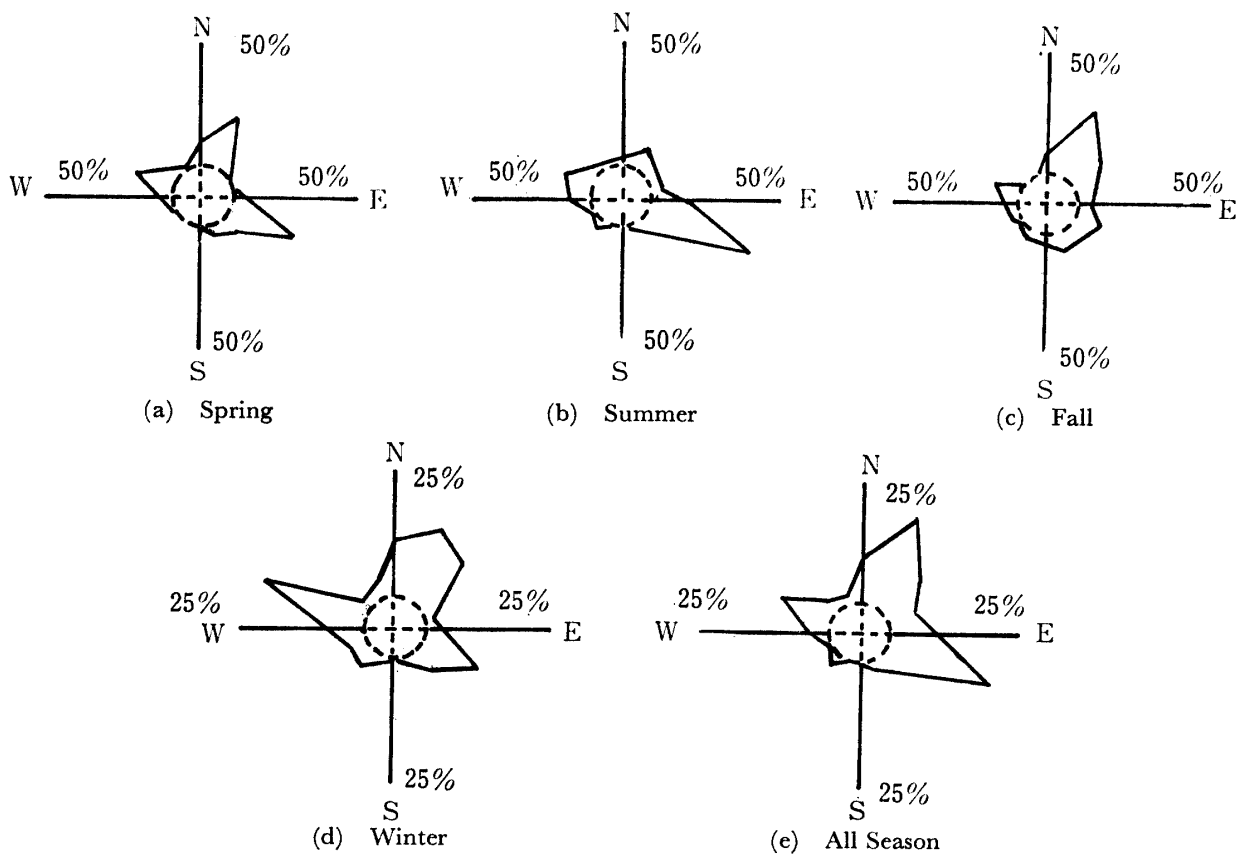 N
50%
W 50% 50% E
50%
S
(a) Spring
N
50%
W 50% 50% E
50%
S
(b) Summer
N
50%
W 50% 50% E
50%
S
(c) Fall
N
25%
25% W 25% E
25%
S
(d) Winter
N
25%
25% W 25% E
25%
S
(e) All Season